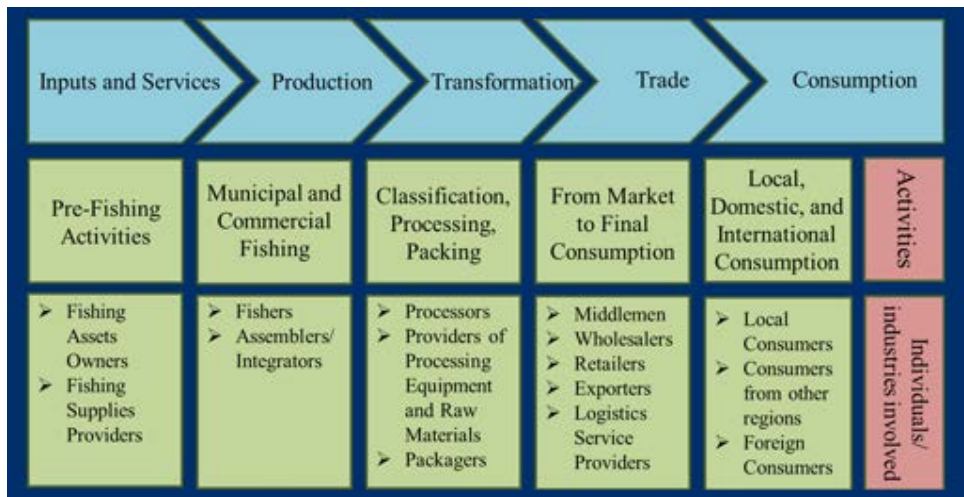 Inputs and Services
Production
Transformation
Trade
Consumption
Pre-Fishing
Activities
Municipal and
Commercial
Fishing
Classification,
Processing,
Packing
From Market
to Final
Consumption
Local,
Domestic, and
International
Consumption
Activities
➤ Fishing
Assets
Owners
➤ Fishing
Supplies
Providers
➤ Fishers
➤ Assemblers/
Integrators
➤ Processors
➤ Providers of
Processing
Equipment
and Raw
Materials
➤ Packagers
➤ Middlemen
➤ Wholesalers
➤ Retailers
➤ Exporters
➤ Logistics
Service
Providers
➤ Local
Consumers
➤ Consumers
from other
regions
➤ Foreign
Consumers
Individuals/
industries involved